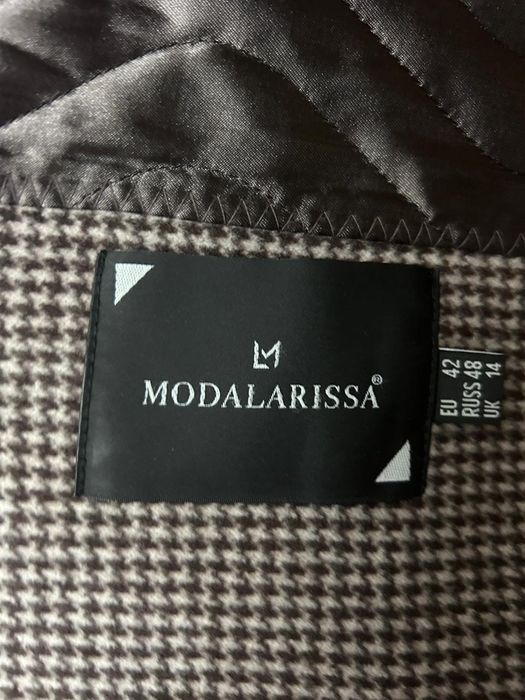 LM
MODALARISSA®
EU 42
RUSS 48
UK 14